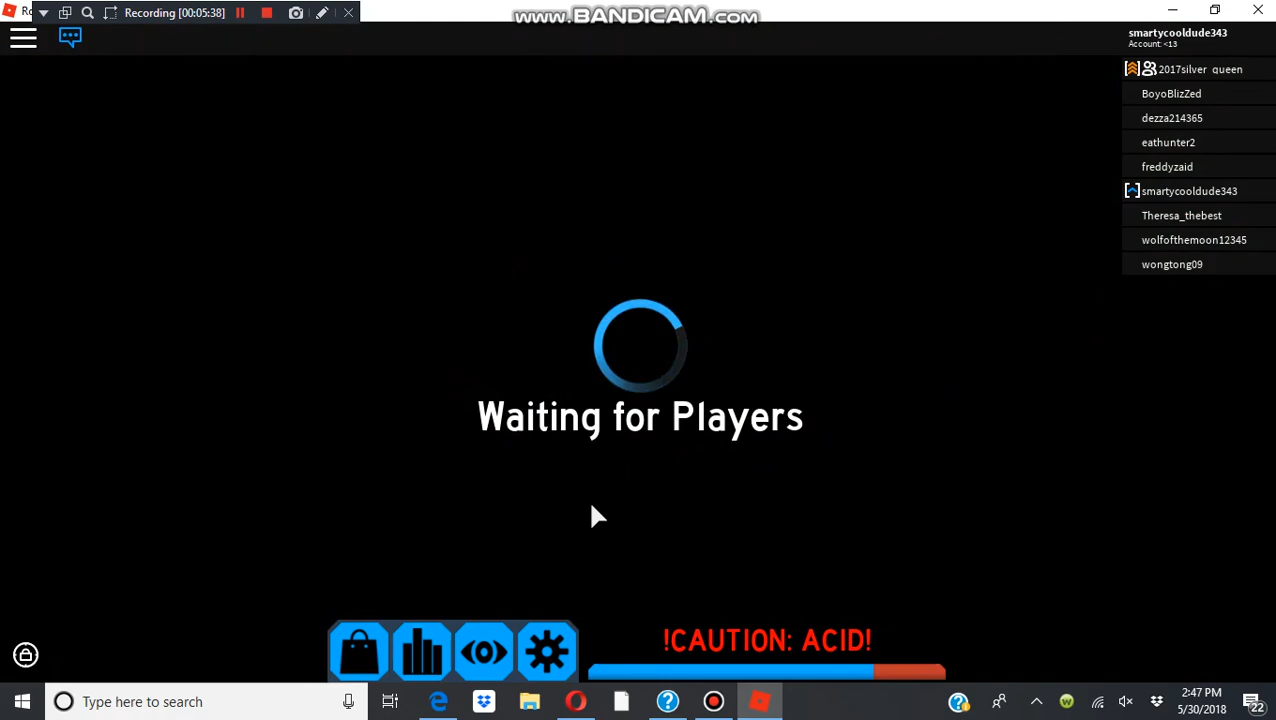 Recording [00:05:38]
www.BANDICAM.com
smartycooldude343
Account: <13
2017silver_queen
BoyoBlizZed
dezza214365
eathunter2
freddyzaid
smartycooldude343
Theresa_thebest
wolfofthemoon12345
wongtong09
Waiting for Players
!CAUTION: ACID!
Type here to search
2:47 PM
5/30/2018
22